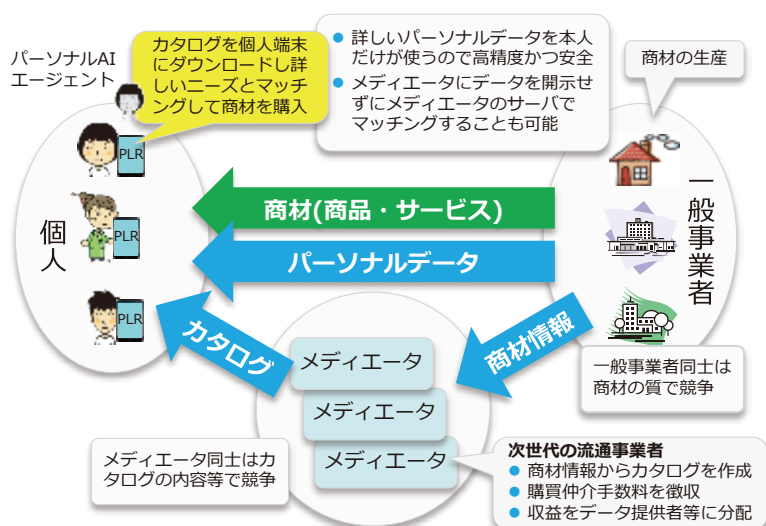 パーソナルAI
エージェント
カタログを個人端末
にダウンロードし詳
しいニーズとマッチ
ングして商材を購入
● 詳しいパーソナルデータを本人
だけが使うので高精度かつ安全
● メディエータにデータを開示せ
ずにメディエータのサーバで
マッチングすることも可能
商材の生産
PLR
PLR
PLR
個人
一般事業者
商材(商品・サービス)
パーソナルデータ
カタログ
商材情報
メディエータ
メディエータ
メディエータ
一般事業者同士は
商材の質で競争
メディエータ同士はカ
タログの内容等で競争
次世代の流通事業者
● 商材情報からカタログを作成
● 購買仲介手数料を徴収
● 収益をデータ提供者等に分配